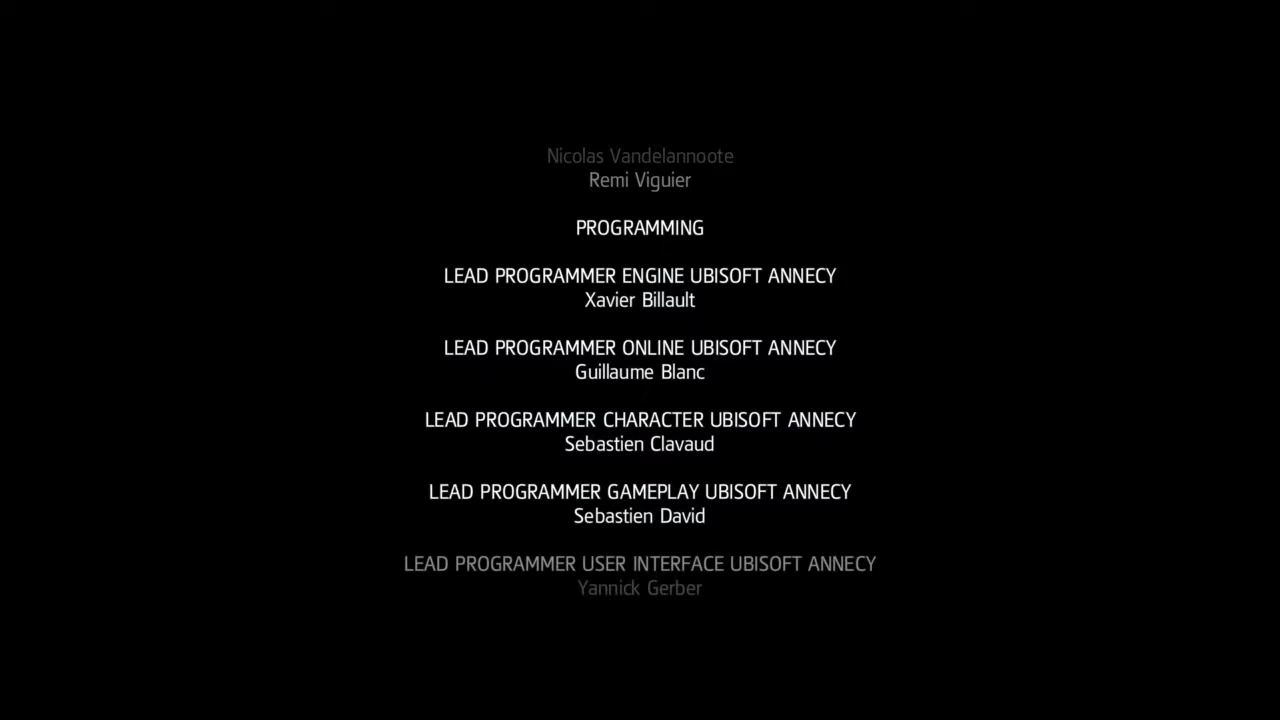 Nicolas Vandelannoote
Remi Viguier
PROGRAMMING
LEAD PROGRAMMER ENGINE UBISOFT ANNECY
Xavier Billault
LEAD PROGRAMMER ONLINE UBISOFT ANNECY
Guillaume Blanc
LEAD PROGRAMMER CHARACTER UBISOFT ANNECY
Sebastien Clavaud
LEAD PROGRAMMER GAMEPLAY UBISOFT ANNECY
Sebastien David
LEAD PROGRAMMER USER INTERFACE UBISOFT ANNECY
Yannick Gerber